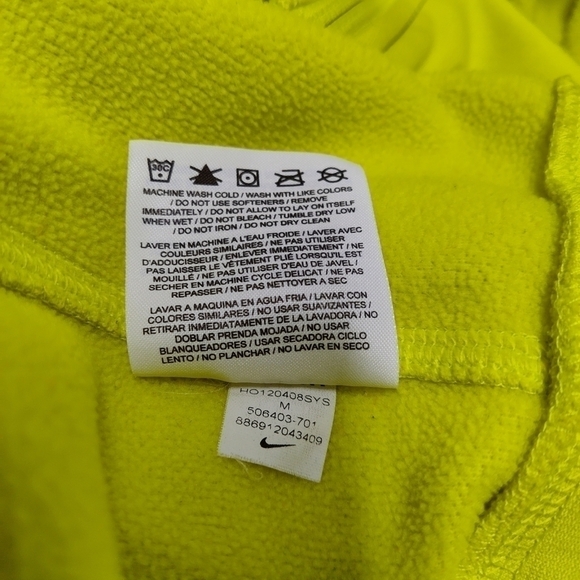 30C
MACHINE WASH COLD / WASH WITH LIKE COLORS
/ DO NOT USE SOFTENERS / REMOVE
IMMEDIATELY / DO NOT ALLOW TO LAY ON ITSELF
WHEN WET / DO NOT BLEACH / TUMBLE DRY LOW
/ DO NOT IRON / DO NOT DRY CLEAN
LAVER EN MACHINE A L'EAU FROIDE / LAVER AVEC
COULEURS SIMILAIRES / NE PAS UTILISER
D'ADOUCISSEUR / ENLEVER IMMEDIATEMENT / NE
PAS LAISSER LE VÊTEMENT PLIÉ LORSQU'IL EST
MOUILLÉ / NE PAS UTILISER D'EAU DE JAVEL /
SECHER EN MACHINE CYCLE DELICAT / NE PAS
REPASSER / NE PAS NETTOYER A SEC
LAVAR A MAQUINA EN AGUA FRIA / LAVAR CON
COLORES SIMILARES / NO USAR SUAVIZANTES /
RETIRAR INMEDIATAMENTE DE LA LAVADORA / NO
DOBLAR PRENDA MOJADA / NO USAR
BLANQUEADORES / USAR SECADORA CICLO
LENTO / NO PLANCHAR / NO LAVAR EN SECO
HO120408SYS
M
506403-701
886912043409